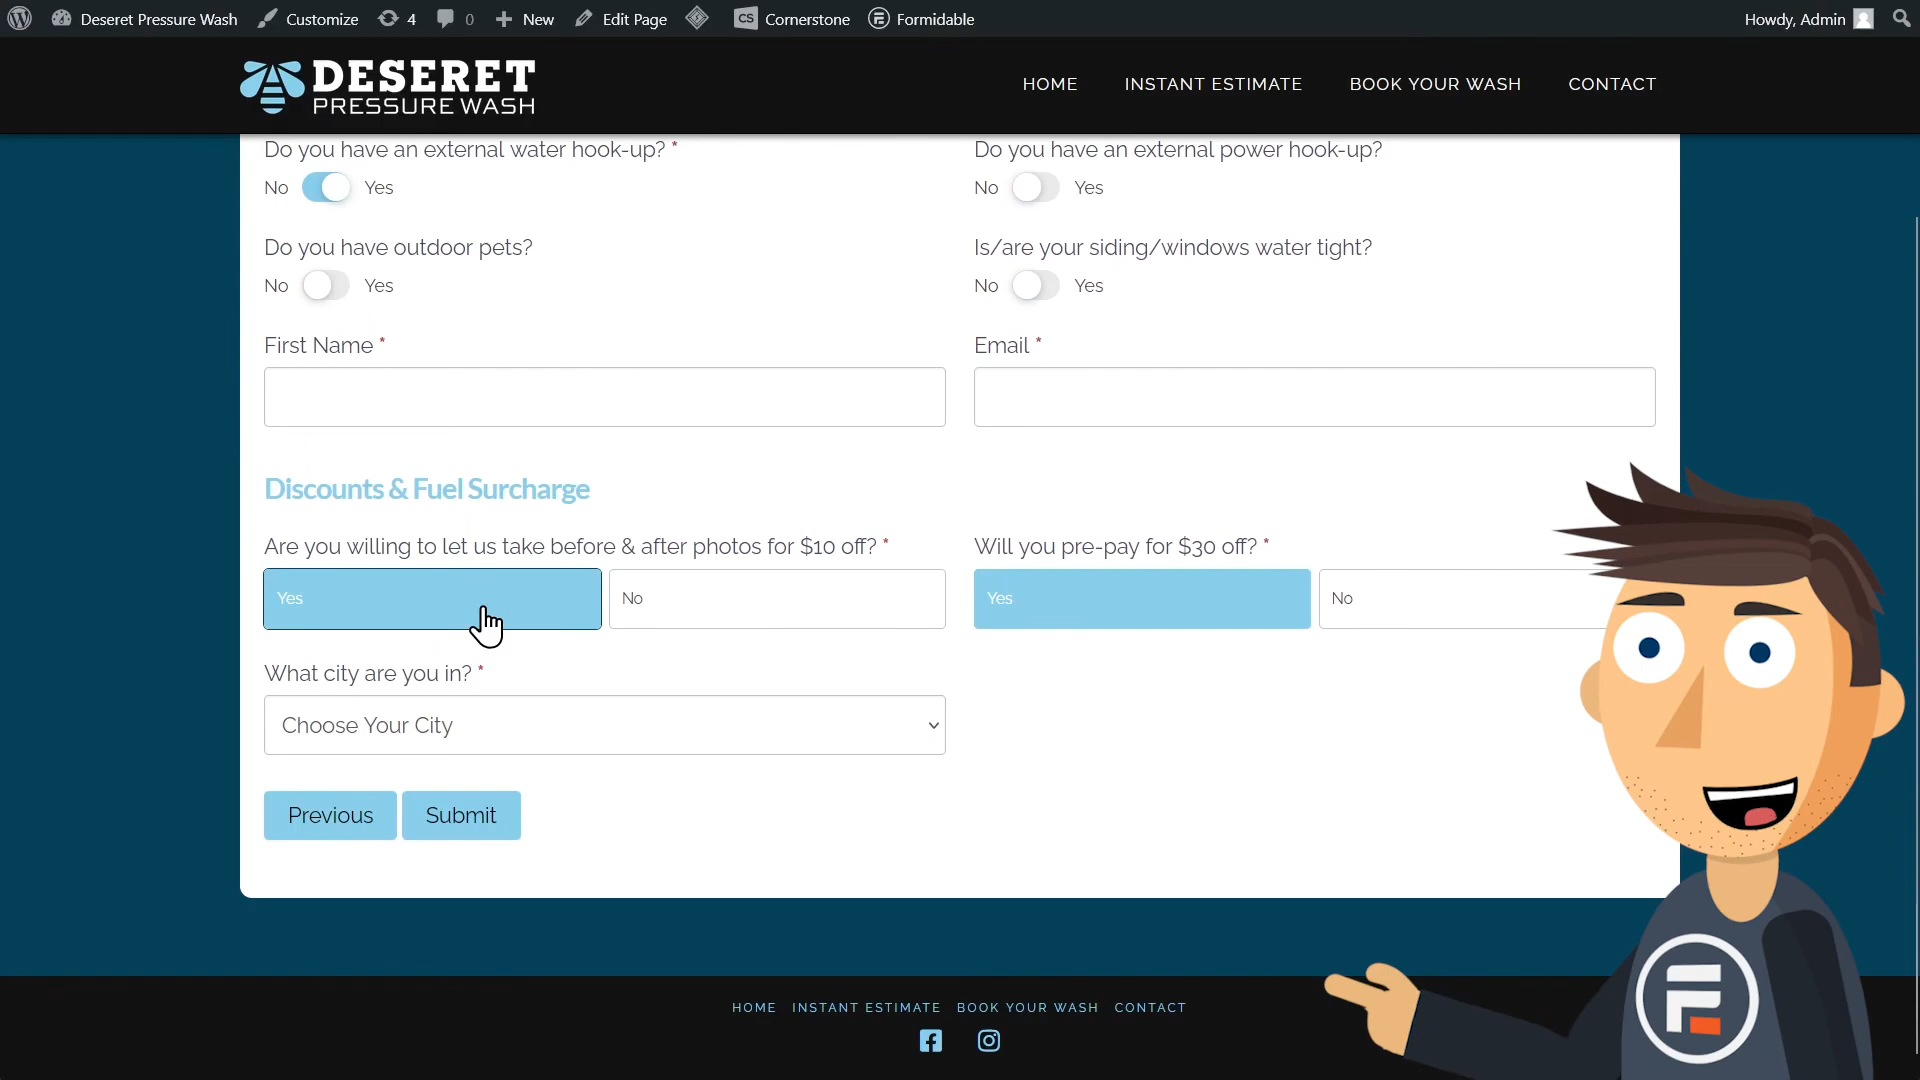 Deseret Pressure Wash Customize 4 0 New Edit Page CS Cornerstone Formidable Howdy, Admin
DESERET
PRESSURE WASH
HOME INSTANT ESTIMATE BOOK YOUR WASH CONTACT
Do you have an external water hook-up? * Do you have an external power hook-up?
No Yes No Yes
Do you have outdoor pets? Is/are your siding/windows water tight?
No Yes No Yes
First Name * Email *
Discounts & Fuel Surcharge
Are you willing to let us take before & after photos for $10 off? * Will you pre-pay for $30 off? *
Yes No Yes No
What city are you in? *
Choose Your City
Previous Submit
HOME INSTANT ESTIMATE BOOK YOUR WASH CONTACT